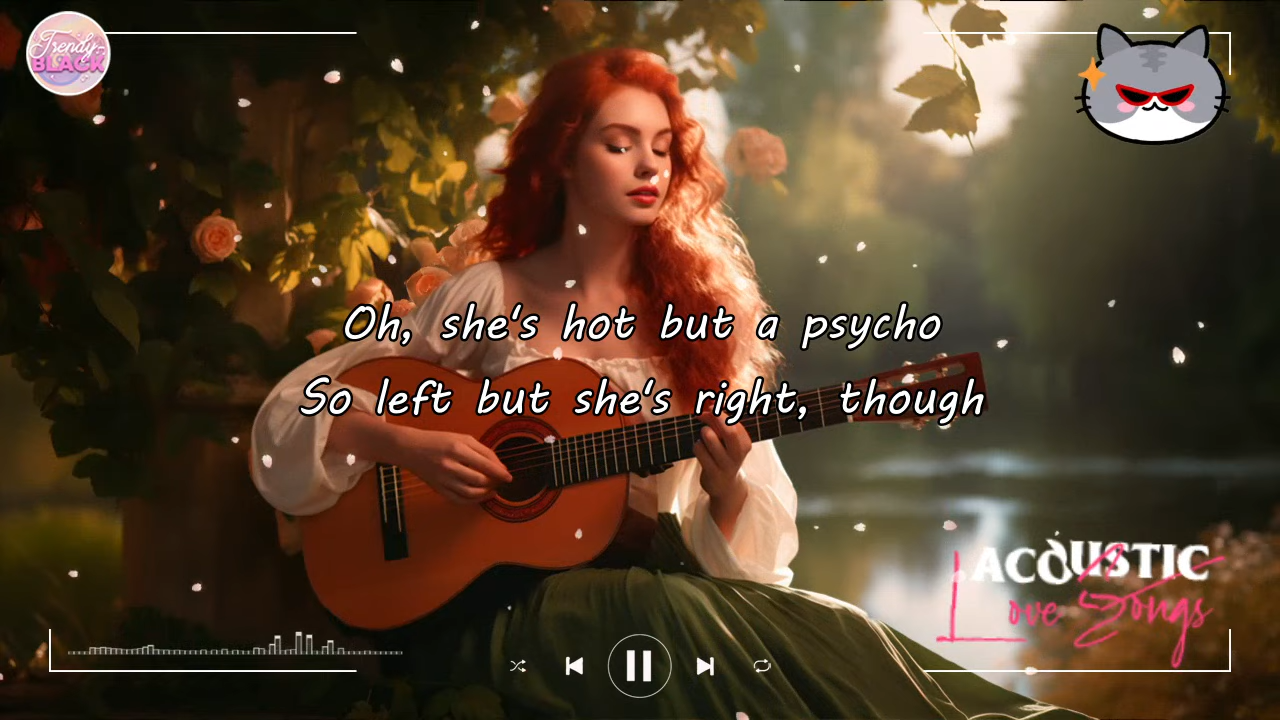 Trendy
BLACK
Oh, she's hot but a psycho
So left but she's right, though
ACOUSTIC
Love Songs